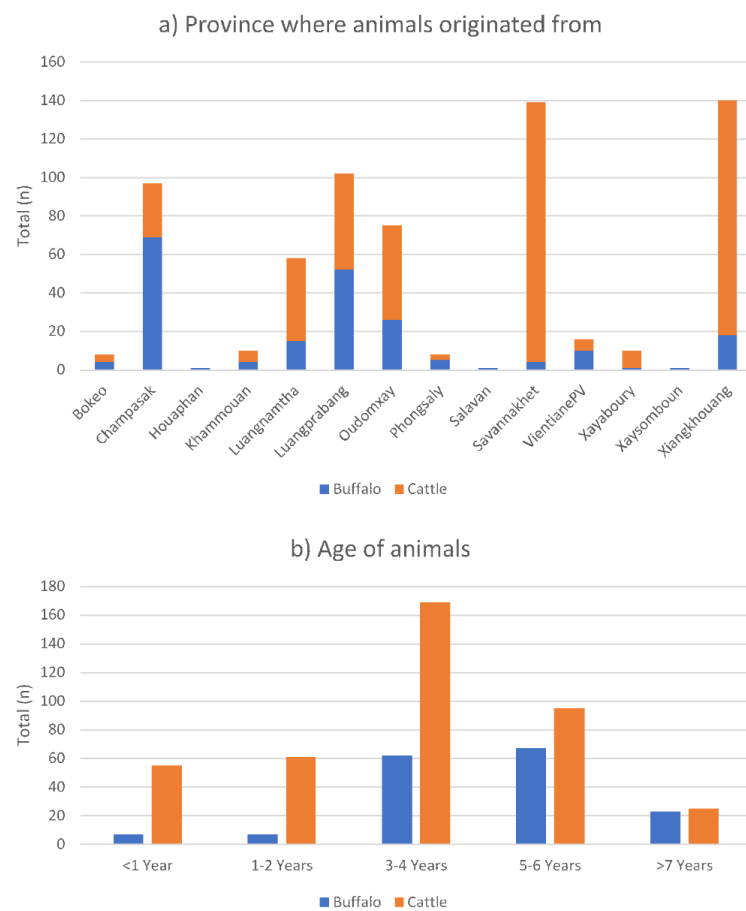 a) Province where animals originated from
160
140
120
100
80
60
40
20
0
Total (n)
Bokeo
Champasak
Houaphan
Khammouan
Luangnamtha
Luangprabang
Oudomxay
Phongsaly
Salavan
Savannakhet
VientianePV
Xayaboury
Xaysomboun
Xiangkhouang
Buffalo Cattle
b) Age of animals
180
160
140
120
100
80
60
40
20
0
Total (n)
<1 Year 1-2 Years 3-4 Years 5-6 Years >7 Years
Buffalo Cattle